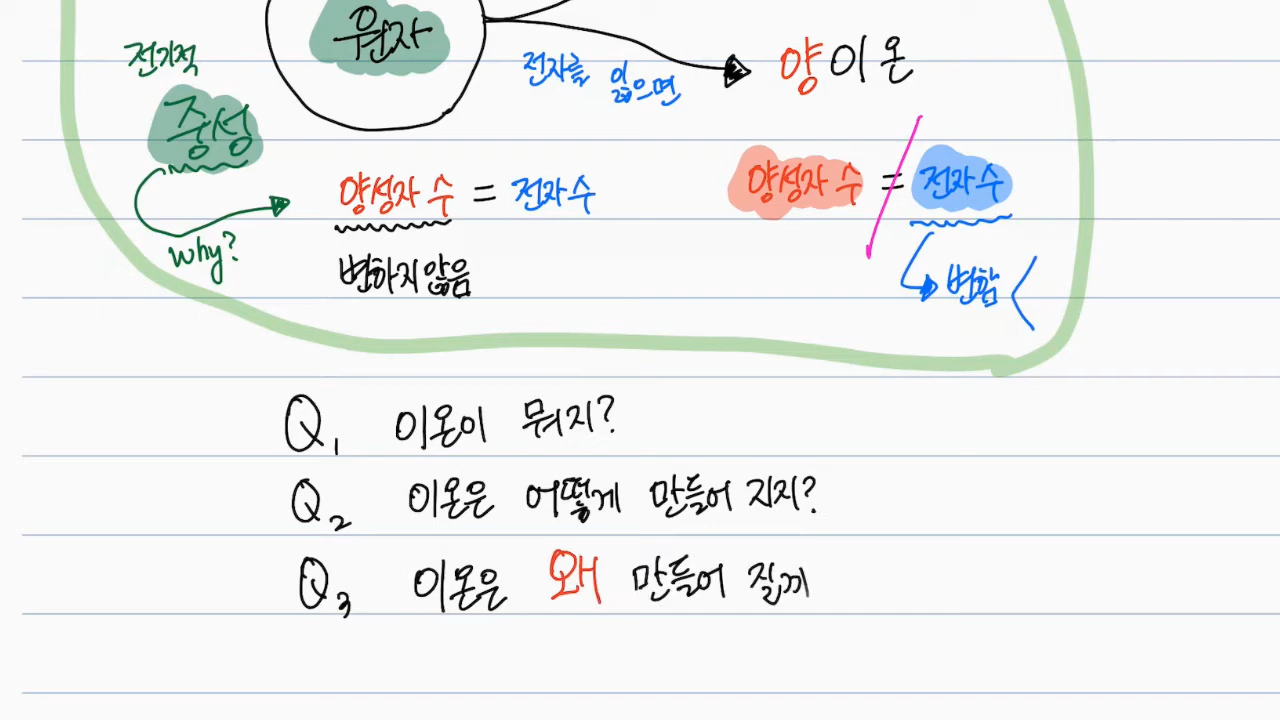 원자
전기적
중성
why?
전자를 잃으면
양이온
양성자 수 = 전자수
변하지 않음
양성자 수 ≠ 전자수
변함
Q1 이온이 뭐지?
Q2 이온은 어떻게 만들어 지지?
Q3 이온은 왜 만들어 질까